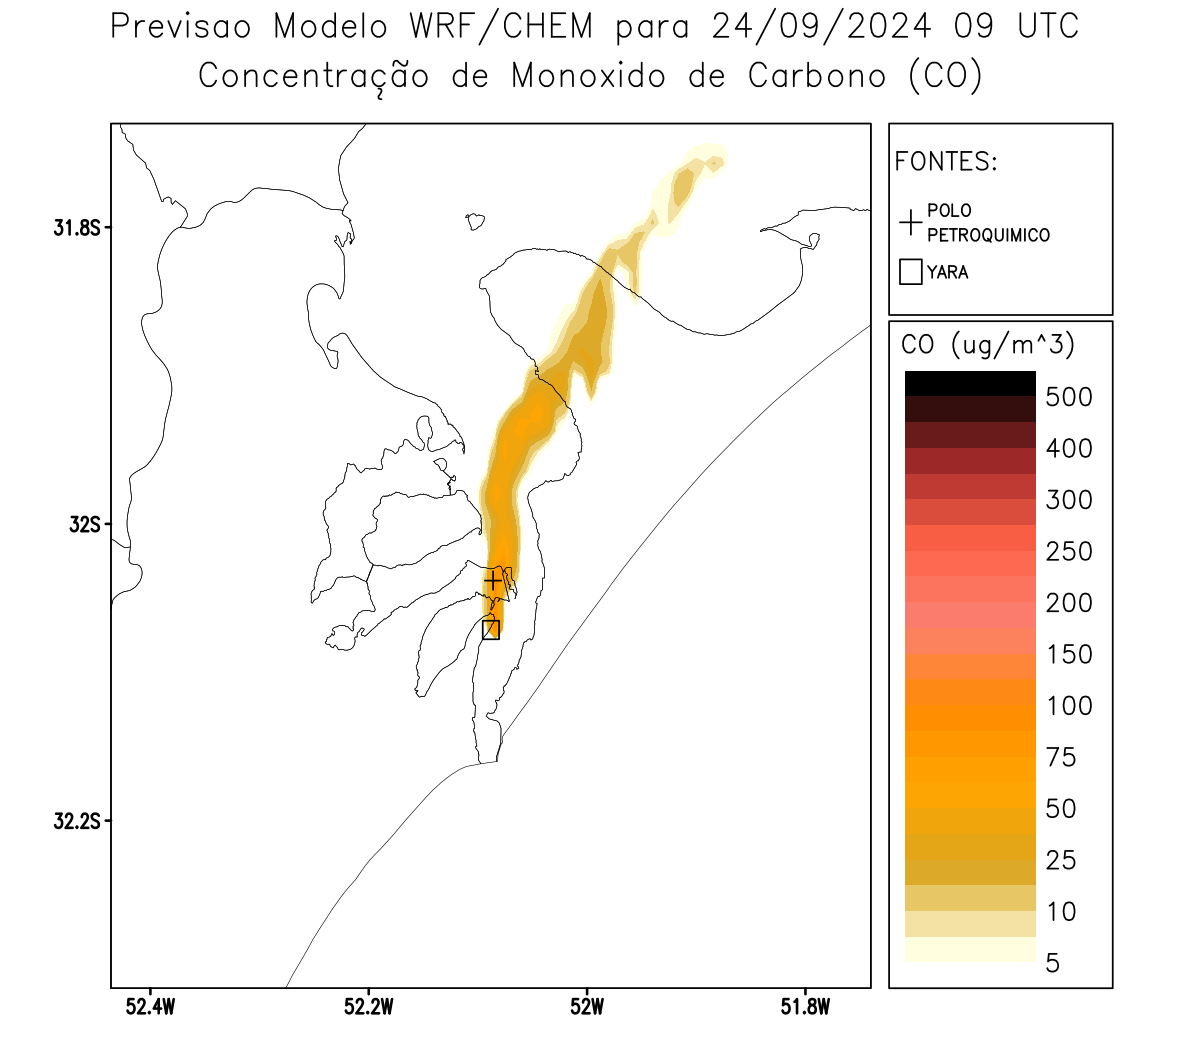 Previsao Modelo WRF/CHEM para 24/09/2024 09 UTC
Concentração de Monoxido de Carbono (CO)
FONTES:
POLO
PETROQUIMICO
YARA
CO (ug/m^3)
500
400
300
250
200
150
100
75
50
25
10
5
31.8S
32S
32.2S
52.4W
52.2W
52W
51.8W